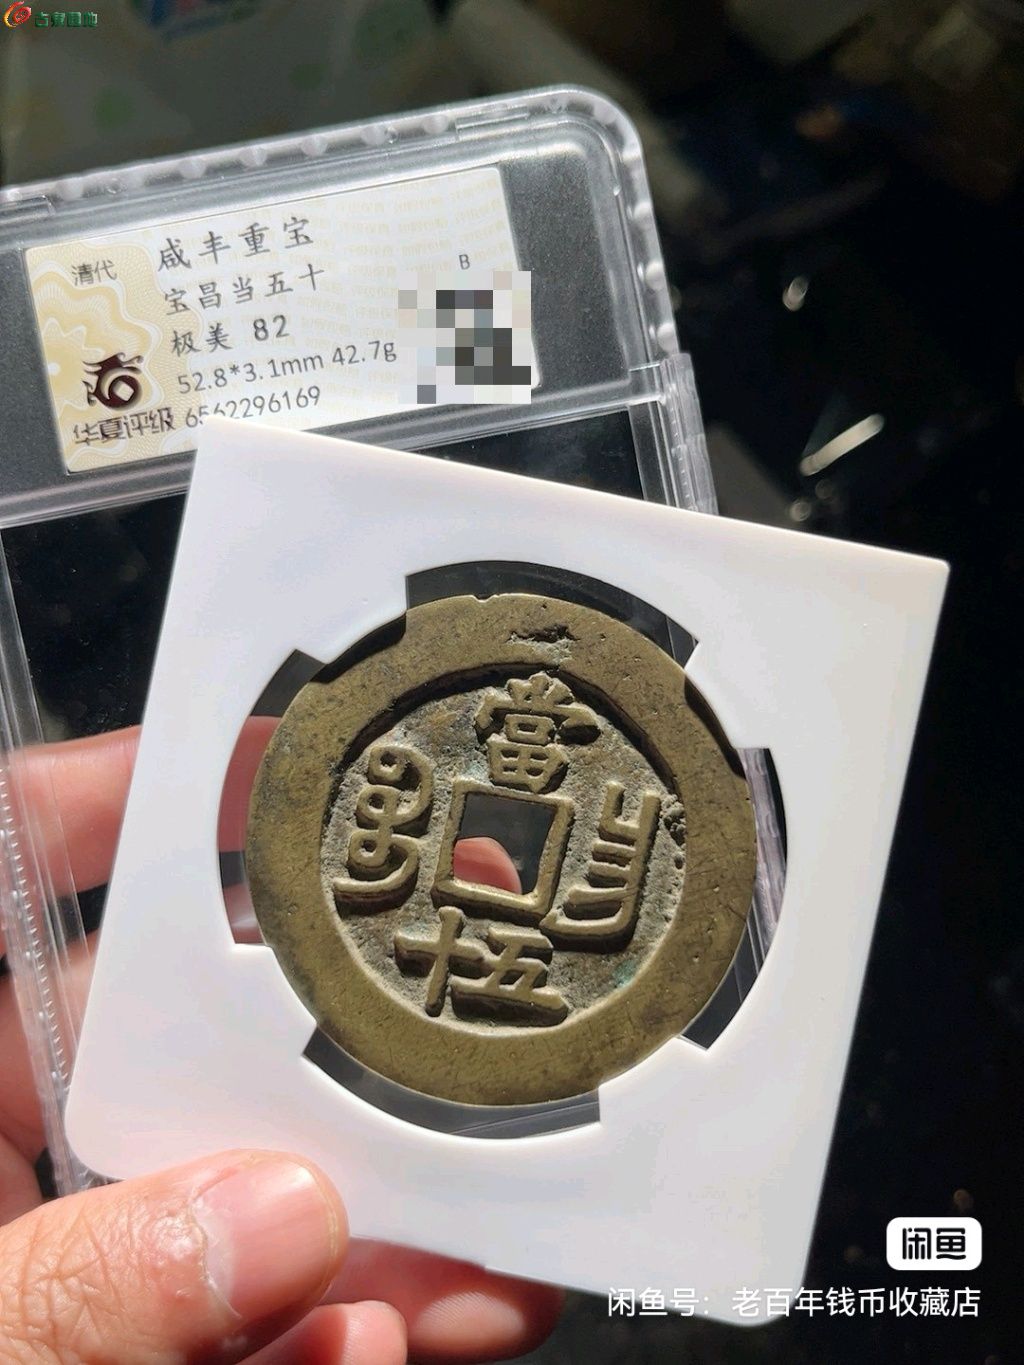 古泉园地
清代
咸丰重宝
宝昌当五十
极美 82
52.8*3.1mm 42.7g
华夏评级 6562296169
B
當
五十
闲鱼
闲鱼号：老百年钱币收藏店